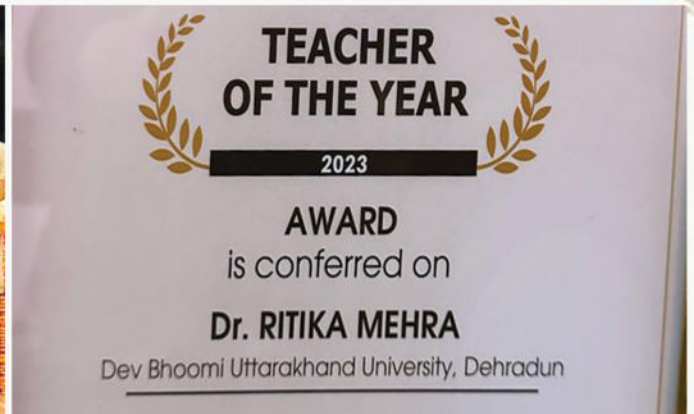 TEACHER
OF THE YEAR
2023
AWARD
is conferred on
Dr. RITIKA MEHRA
Dev Bhoomi Uttarakhand University, Dehradun